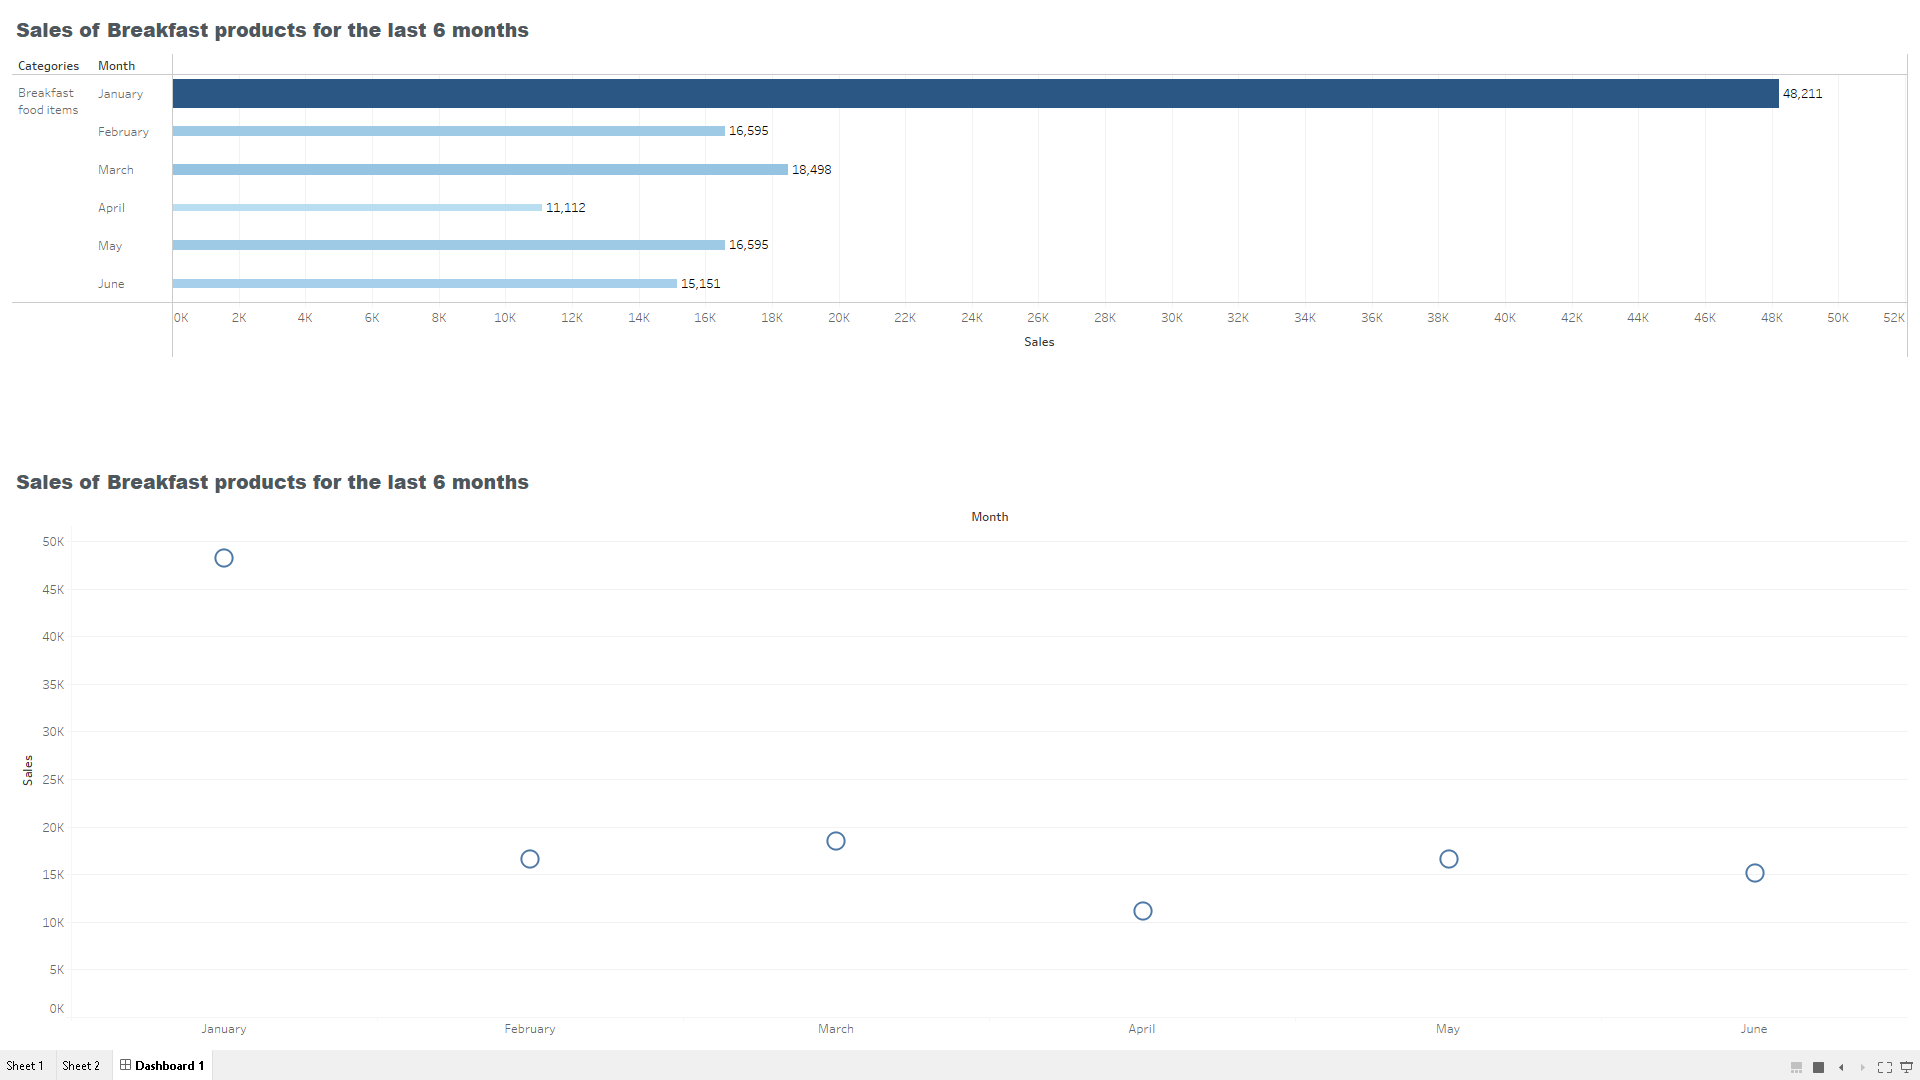 Sales of Breakfast products for the last 6 months
Categories Month
Breakfast food items
January 48,211
February 16,595
March 18,498
April 11,112
May 16,595
June 15,151
0K 2K 4K 6K 8K 10K 12K 14K 16K 18K 20K 22K 24K 26K 28K 30K 32K 34K 36K 38K 40K 42K 44K 46K 48K 50K 52K
Sales
Sales of Breakfast products for the last 6 months
Month
50K
45K
40K
35K
30K
Sales
25K
20K
15K
10K
5K
0K
January February March April May June
Sheet 1 Sheet 2 Dashboard 1